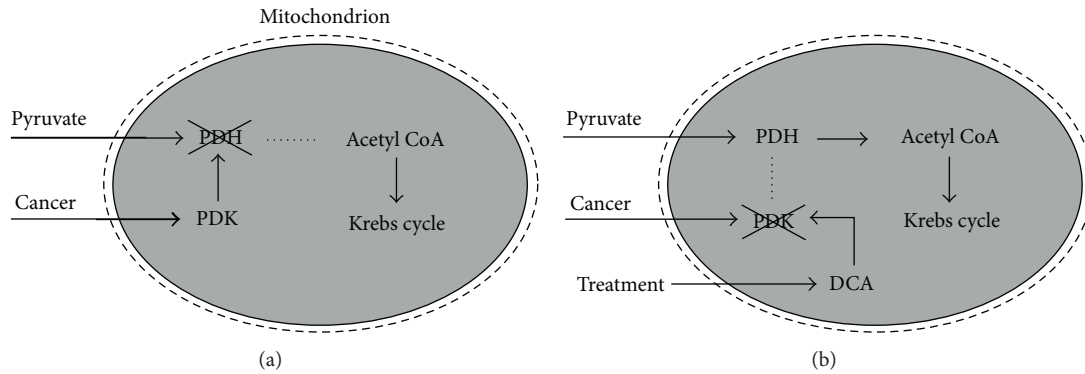 Mitochondrion
Pyruvate
PDH
Acetyl CoA
Cancer
PDK
Krebs cycle
(a)
Pyruvate
PDH
Acetyl CoA
Cancer
PDK
Krebs cycle
Treatment
DCA
(b)